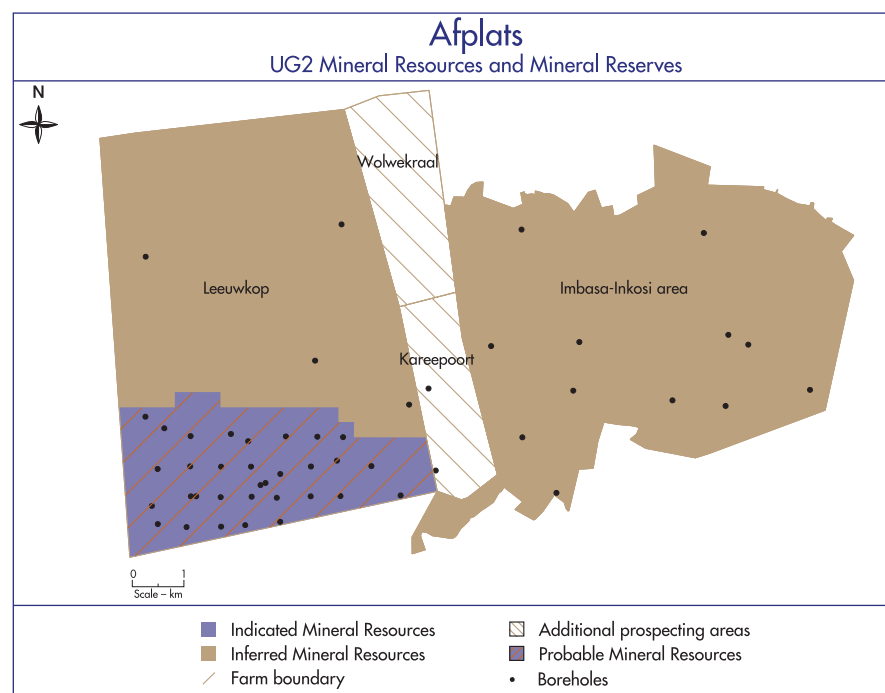 Afplats
UG2 Mineral Resources and Mineral Reserves
N
Wolwekraal
Leeuwkop
Imbasa-Inkosi area
Kareepoort
0 1
Scale – km
Indicated Mineral Resources
Inferred Mineral Resources
Farm boundary
Additional prospecting areas
Probable Mineral Resources
Boreholes